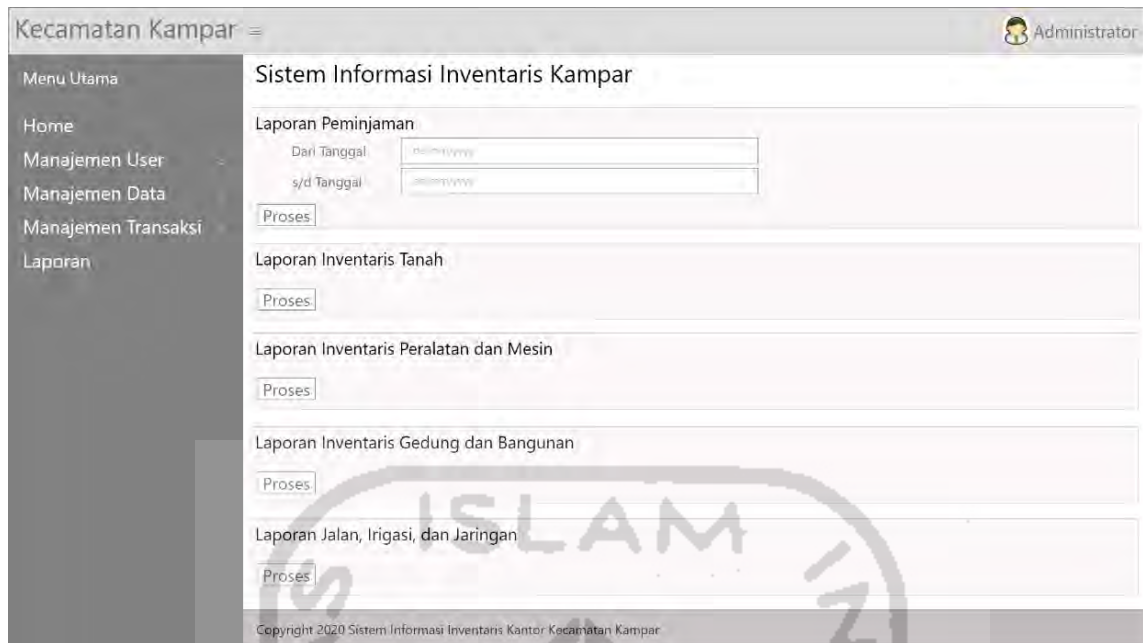 Kecamatan Kampar
Administrator
Menu Utama
Home
Manajemen User
Manajemen Data
Manajemen Transaksi
Laporan
Sistem Informasi Inventaris Kampar
Laporan Peminjaman
Dari Tanggal
s/d Tanggal
Proses
Laporan Inventaris Tanah
Proses
Laporan Inventaris Peralatan dan Mesin
Proses
Laporan Inventaris Gedung dan Bangunan
Proses
Laporan Jalan, Irigasi, dan Jaringan
Proses
ISLAM
Copyright 2020 Sistem Informasi Inventaris Kantor Kecamatan Kampar